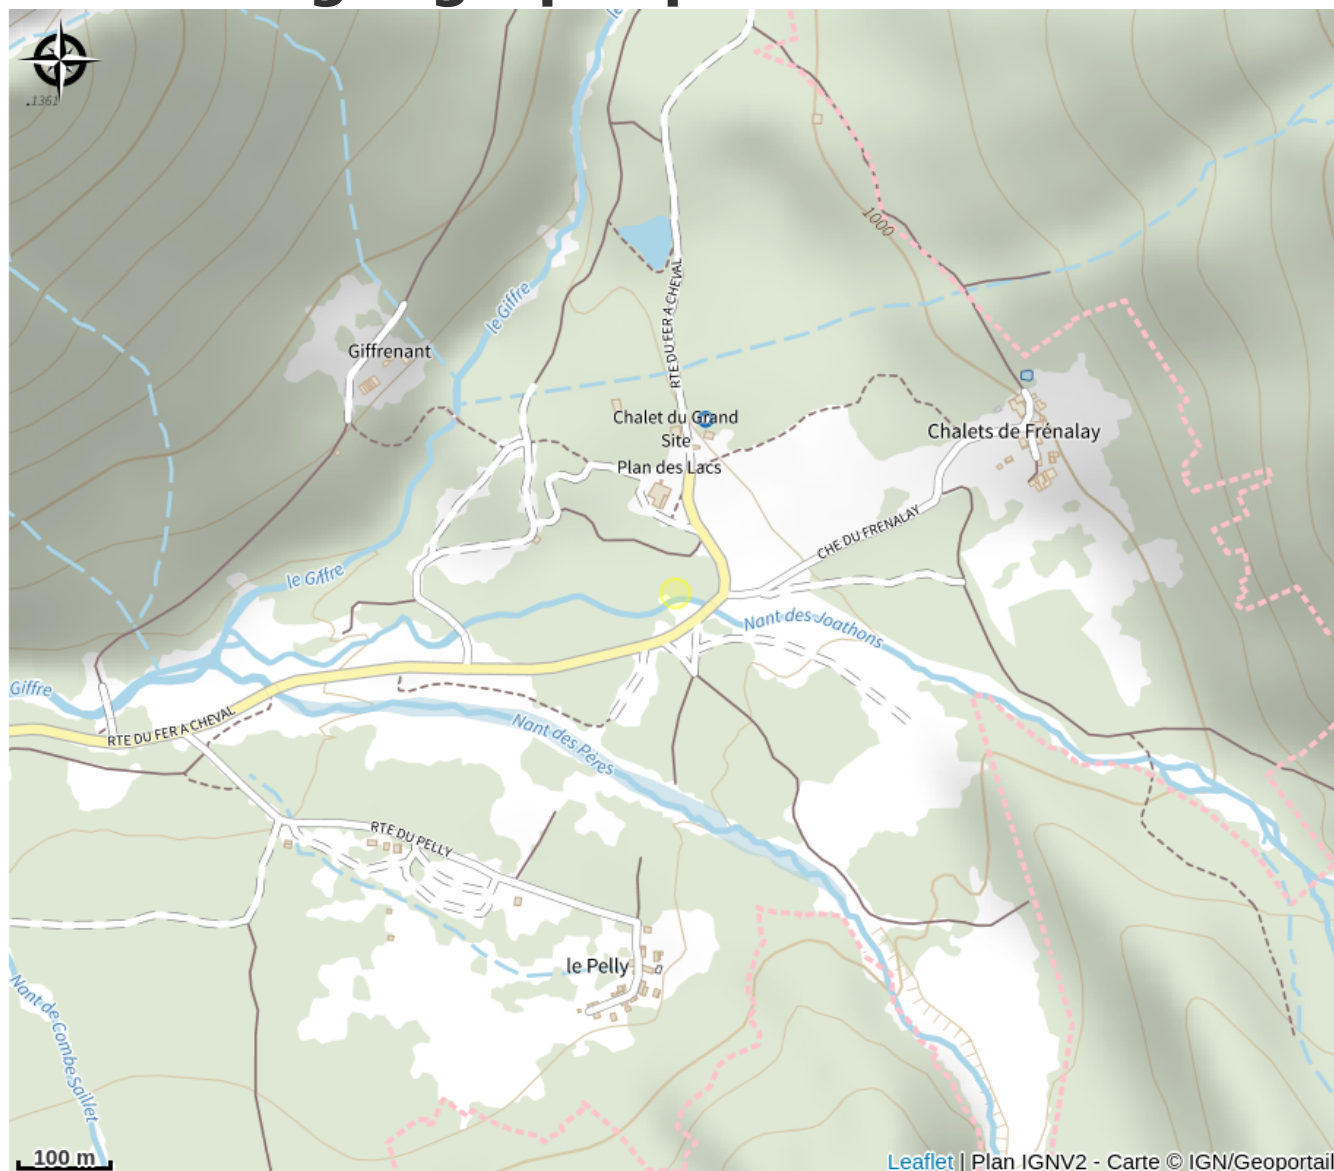 .1361
1000
le Giffre
RTE DU FER A CHEVAL
Giffrenant
Chalet du Grand
Site
Plan des Lacs
Chalets de Frénalay
CHE DU FRENALAY
le Giffre
Nant des Joathons
Giffre
RTE DU FER A CHEVAL
Nant des Pères
RTE DU PELLY
le Pelly
Nant de Combe Saillet
100 m
Leaflet | Plan IGNV2 - Carte © IGN/Geoportail